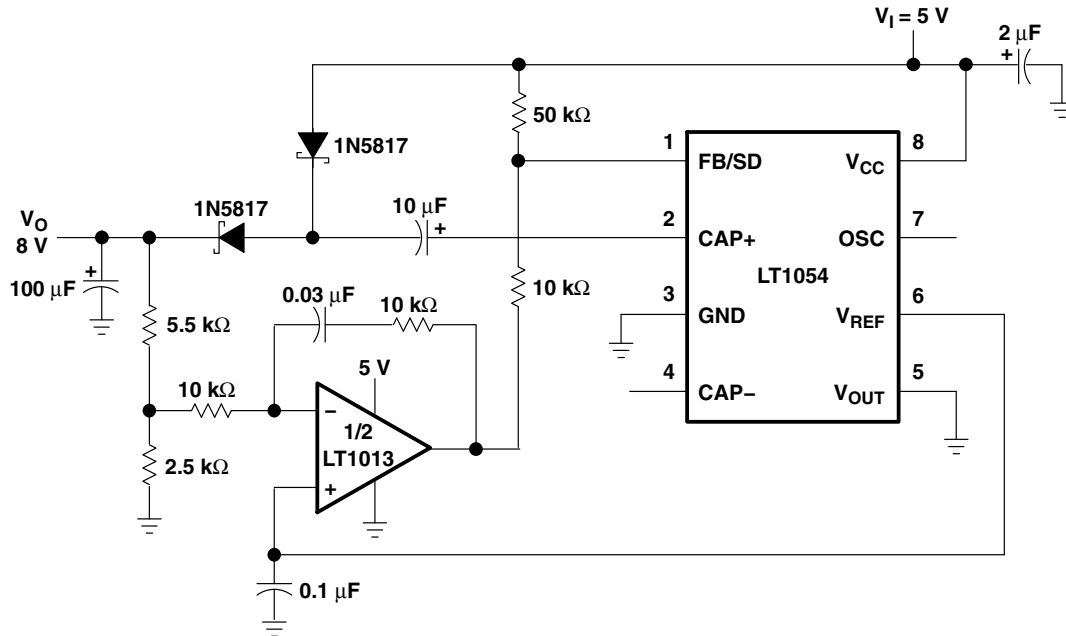 V_I = 5 V
2 μF
+
50 kΩ
1N5817
1 FB/SD
V_CC 8
1N5817
10 μF
+
V_O
8 V
2 CAP+
OSC 7
LT1054
100 μF
+
0.03 μF
10 kΩ
10 kΩ
3 GND
V_REF 6
5.5 kΩ
5 V
4 CAP−
V_OUT 5
10 kΩ
−
1/2
LT1013
+
2.5 kΩ
0.1 μF